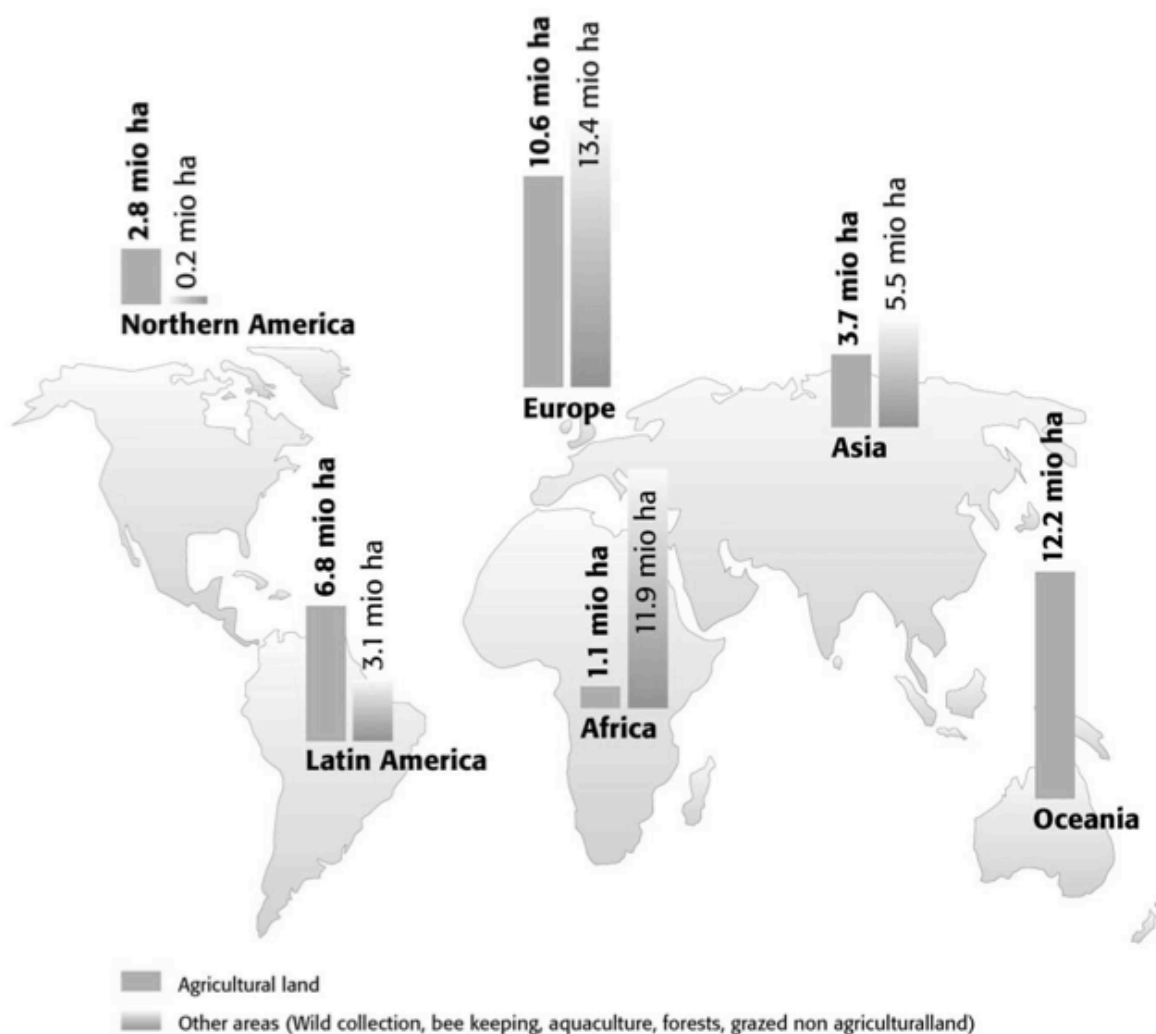 2.8 mio ha
0.2 mio ha
Northern America
10.6 mio ha
13.4 mio ha
Europe
3.7 mio ha
5.5 mio ha
Asia
6.8 mio ha
3.1 mio ha
Latin America
1.1 mio ha
11.9 mio ha
Africa
12.2 mio ha
Oceania
Agricultural land
Other areas (Wild collection, bee keeping, aquaculture, forests, grazed non agriculturalland)